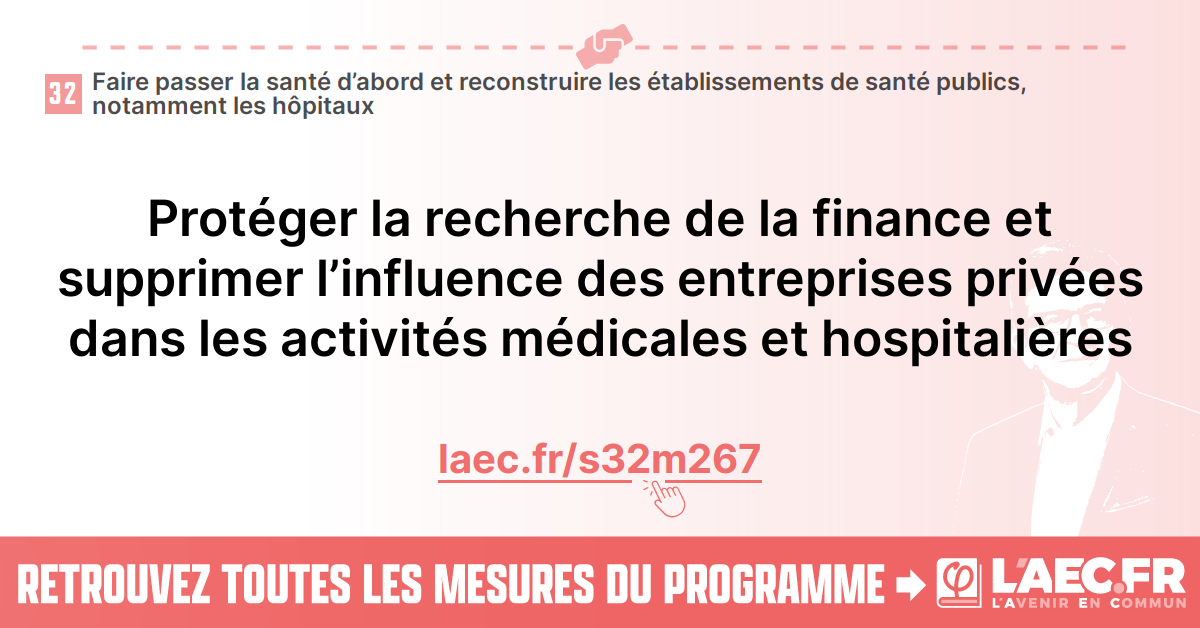 32
Faire passer la santé d’abord et reconstruire les établissements de santé publics,
notamment les hôpitaux
Protéger la recherche de la finance et
supprimer l’influence des entreprises privées
dans les activités médicales et hospitalières
laec.fr/s32m267
RETROUVEZ TOUTES LES MESURES DU PROGRAMME
φ
L'AEC.FR
L'AVENIR EN COMMUN